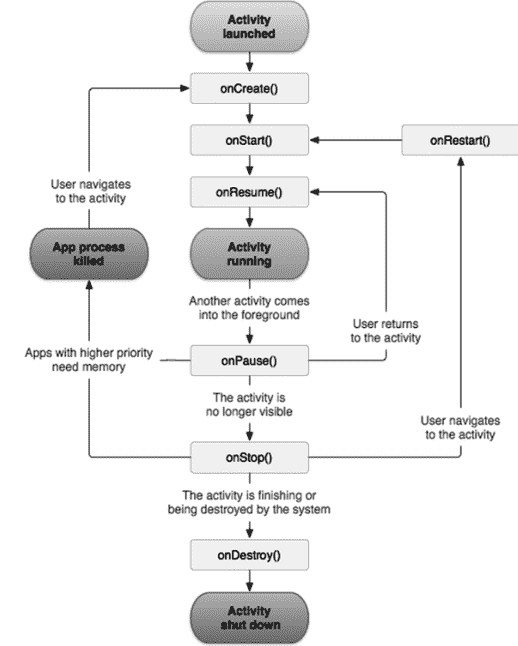 Activity
launched
onCreate()
onStart()
onRestart()
User navigates
to the activity
onResume()
App process
killed
Activity
running
Another activity comes
into the foreground
User returns
to the activity
Apps with higher priority
need memory
onPause()
The activity is
no longer visible
User navigates
to the activity
onStop()
The activity is finishing or
being destroyed by the system
onDestroy()
Activity
shut down